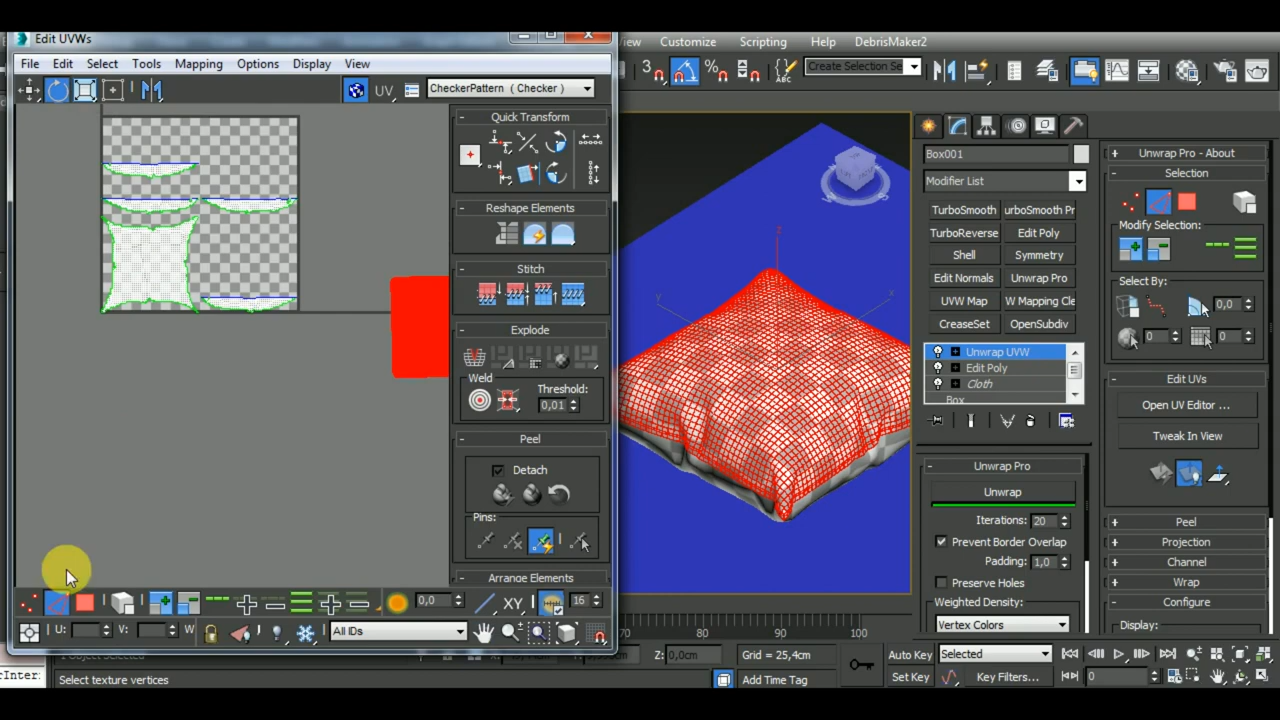 Edit UVWs
File Edit Select Tools Mapping Options Display View
UV CheckerPattern ( Checker )
- Quick Transform
- Reshape Elements
- Stitch
- Explode
Weld
Threshold:
0,01
- Peel
Detach
Pins:
- Arrange Elements
0,0 XY 16
U: V: W All IDs
View Customize Scripting Help DebrisMaker2
3 % ABC Create Selection Se
Z
Y
X
Box001
Modifier List
TurboSmooth urboSmooth Pr
TurboReverse Edit Poly
Shell Symmetry
Edit Normals Unwrap Pro
UVW Map W Mapping Cle
CreaseSet OpenSubdiv
+ Unwrap UVW
+ Edit Poly
+ Cloth
Box
- Unwrap Pro
Unwrap
Iterations: 20
Prevent Border Overlap
Padding: 1,0
Preserve Holes
Weighted Density:
Vertex Colors
+ Unwrap Pro - About
- Selection
Modify Selection:
Select By:
0,0
0 0
- Edit UVs
Open UV Editor ...
Tweak In View
+ Peel
+ Projection
+ Channel
+ Wrap
- Configure
Display:
70 80 90 100
Z: 0,0cm Grid = 25,4cm Auto Key Selected
Select texture vertices Add Time Tag Set Key Key Filters... 0